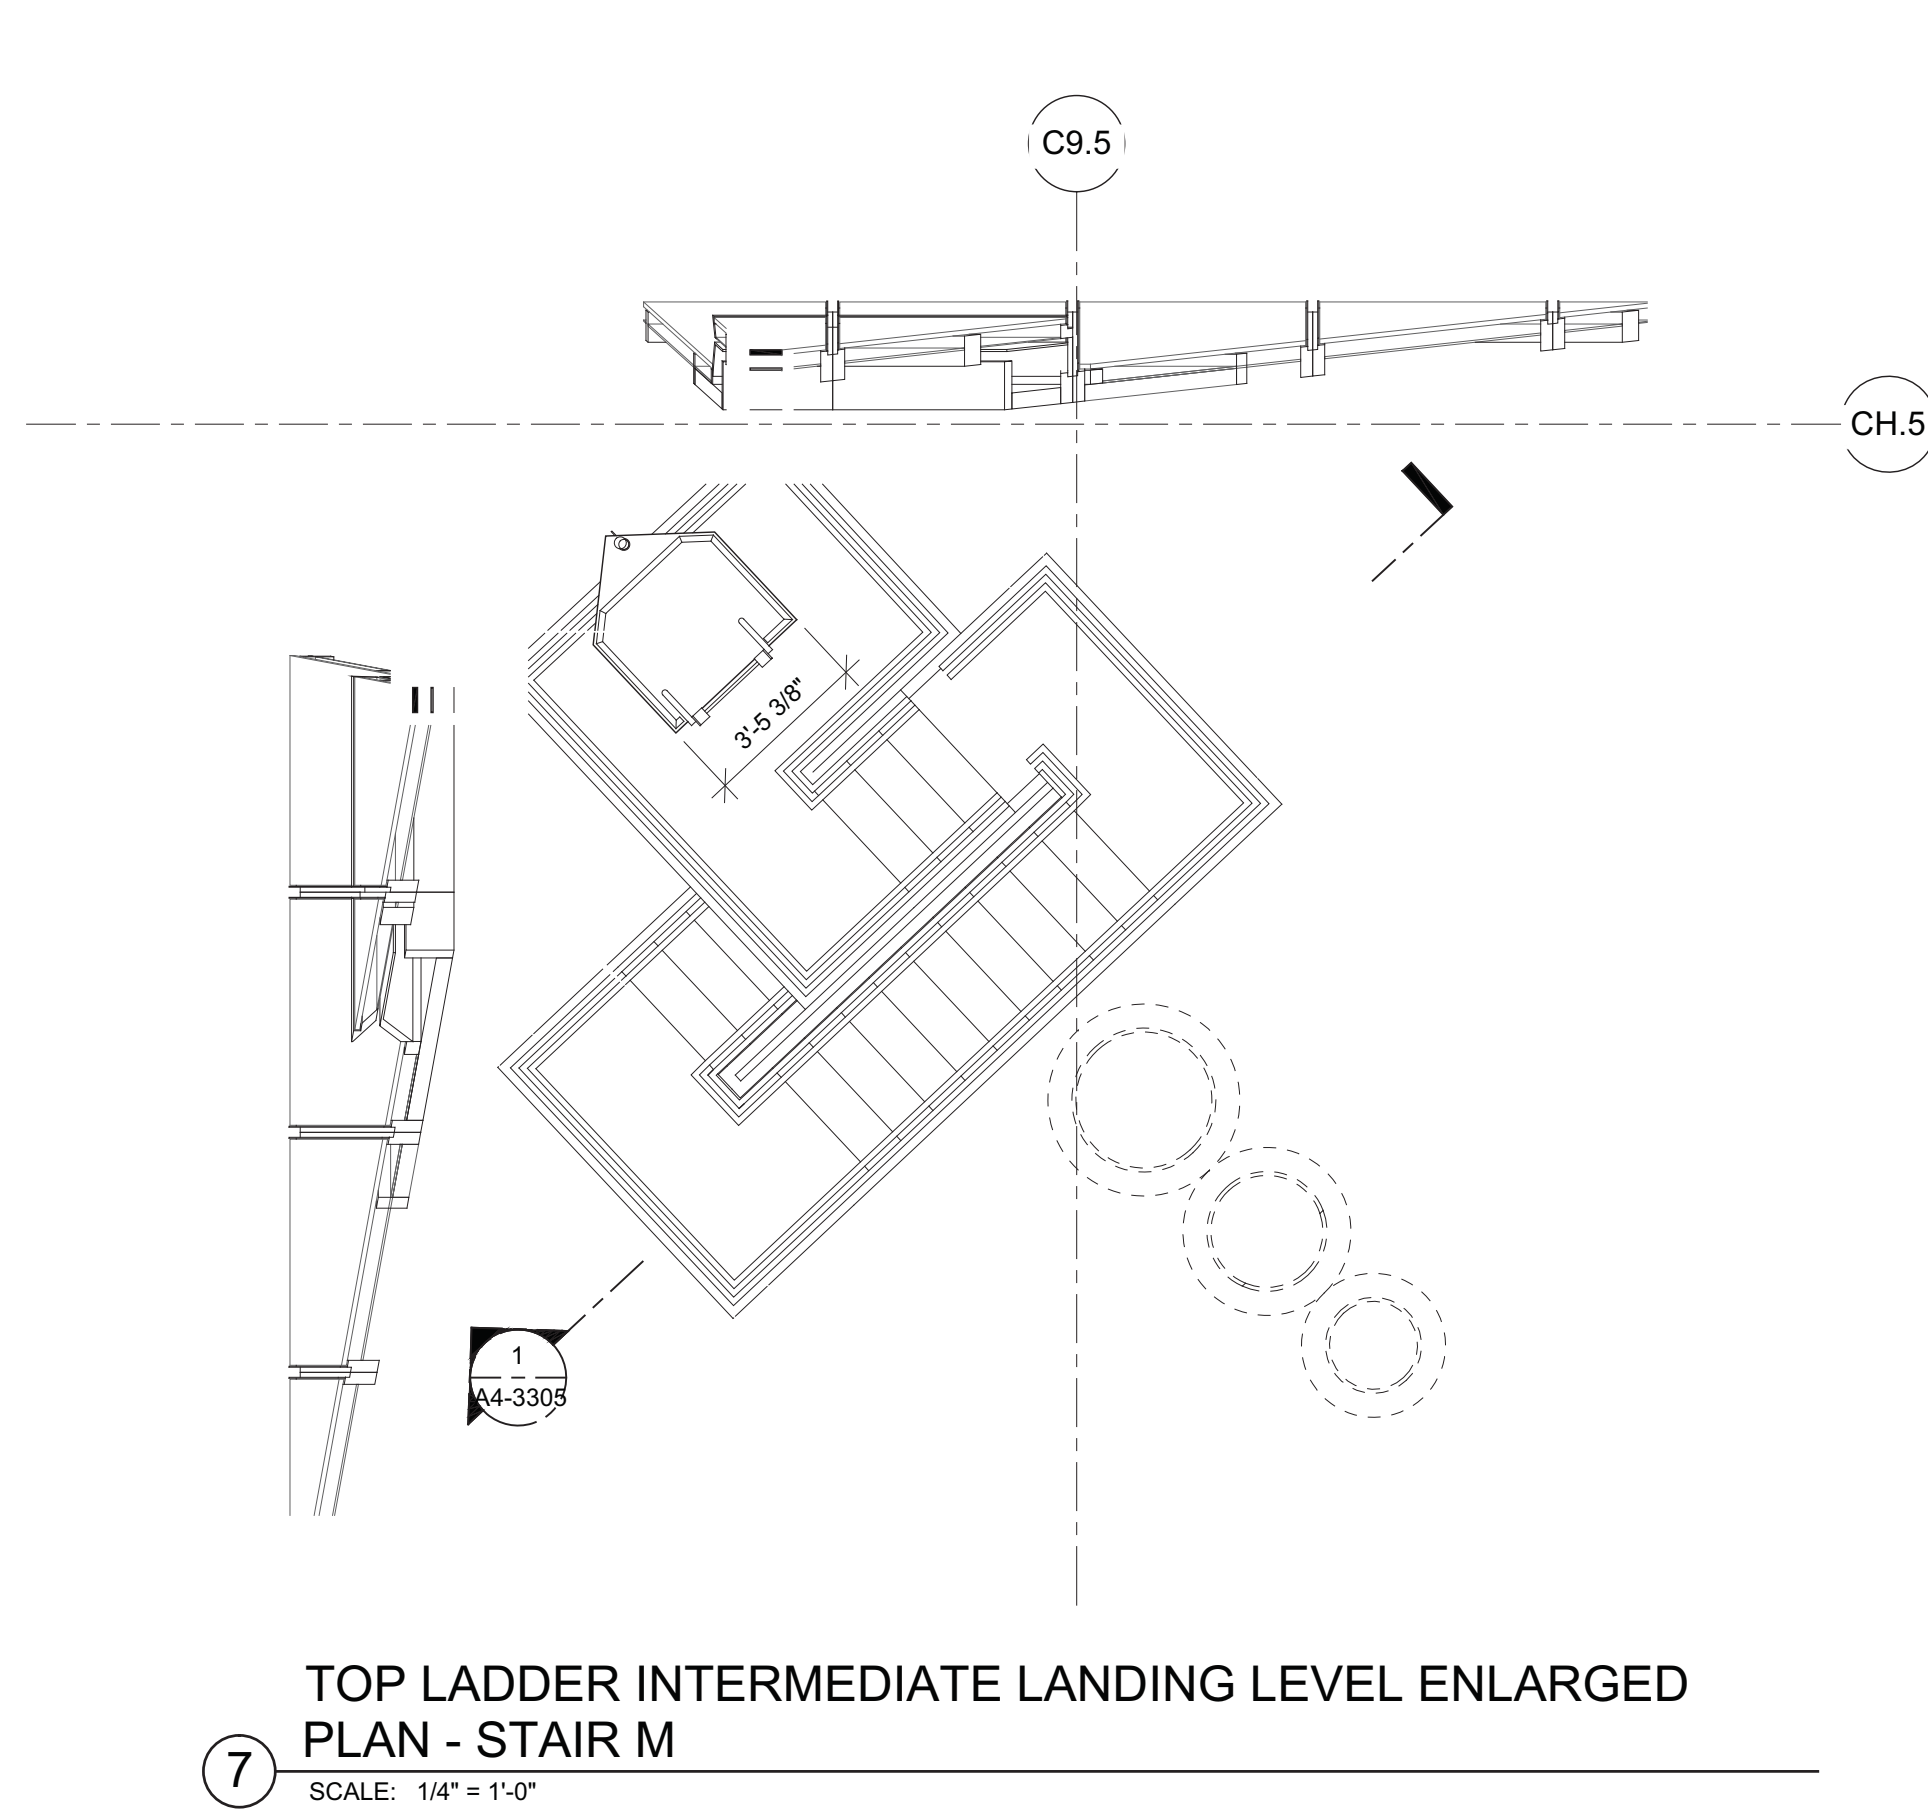 C9.5
CH.5
3'-5 3/8"
1
A4-3305
TOP LADDER INTERMEDIATE LANDING LEVEL ENLARGED
PLAN - STAIR M
7
SCALE: 1/4" = 1'-0"